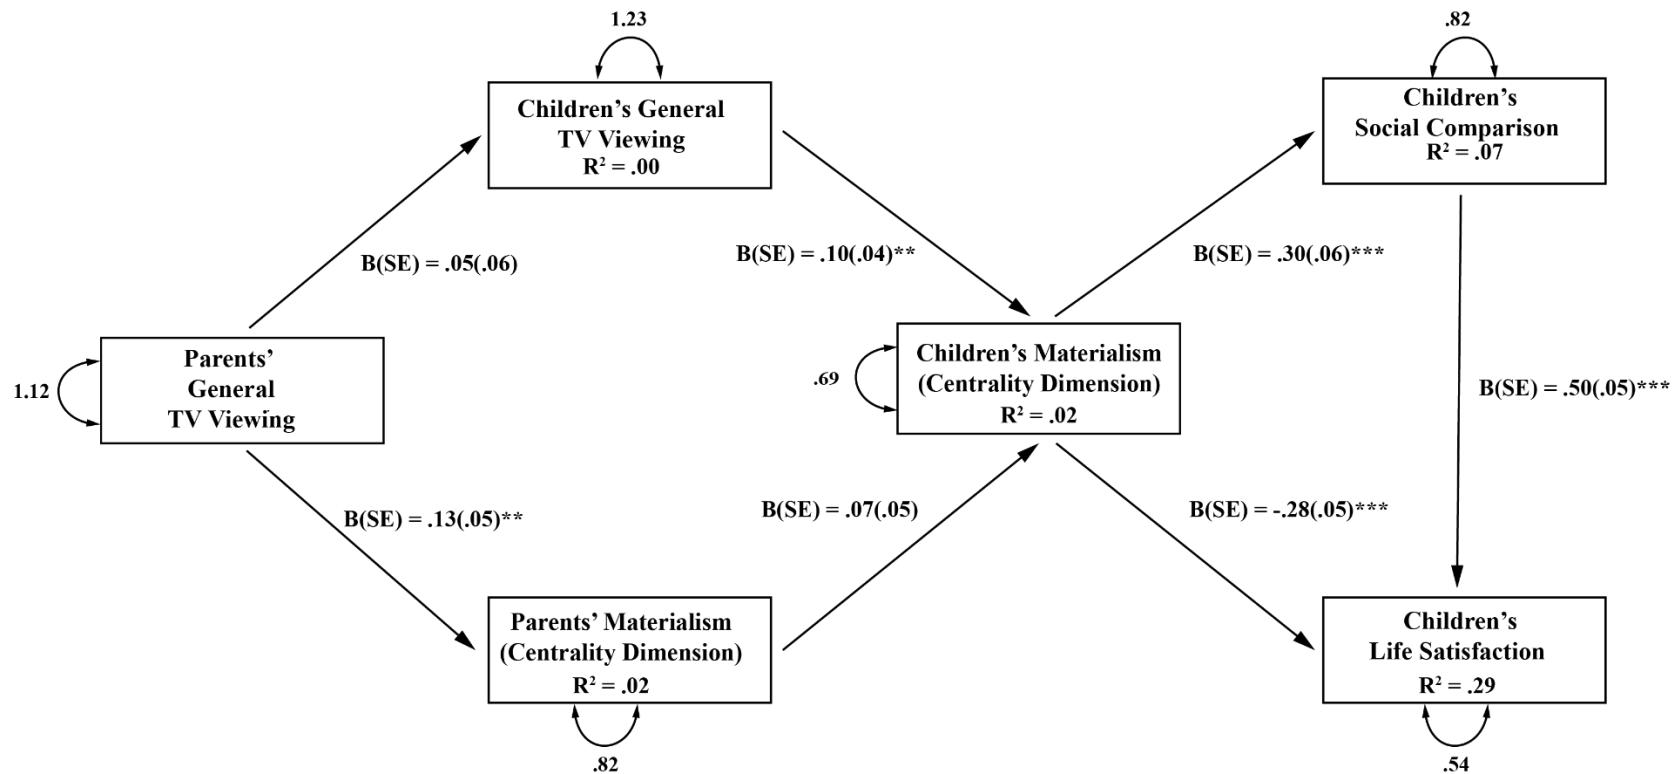 1.23
.82
Children's General
TV Viewing
R² = .00
Children's
Social Comparison
R² = .07
B(SE) = .05(.06)
B(SE) = .10(.04)**
B(SE) = .30(.06)***
Parents'
General
TV Viewing
1.12
.69
Children's Materialism
(Centrality Dimension)
R² = .02
B(SE) = .50(.05)***
B(SE) = .13(.05)**
B(SE) = .07(.05)
B(SE) = -.28(.05)***
Parents' Materialism
(Centrality Dimension)
R² = .02
Children's
Life Satisfaction
R² = .29
.82
.54